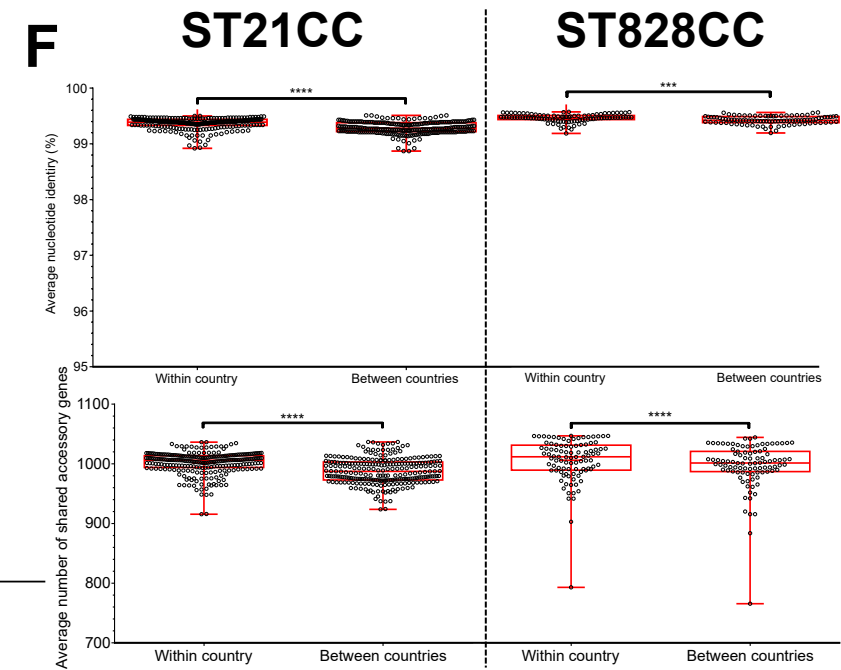 F
ST21CC
ST828CC
Average nucleotide identiry (%)
100
99
98
97
96
95
****
***
Within country
Between countries
Within country
Between countries
Average number of shared accessory genes
1100
1000
900
800
700
****
****
Within country
Between countries
Within country
Between countries